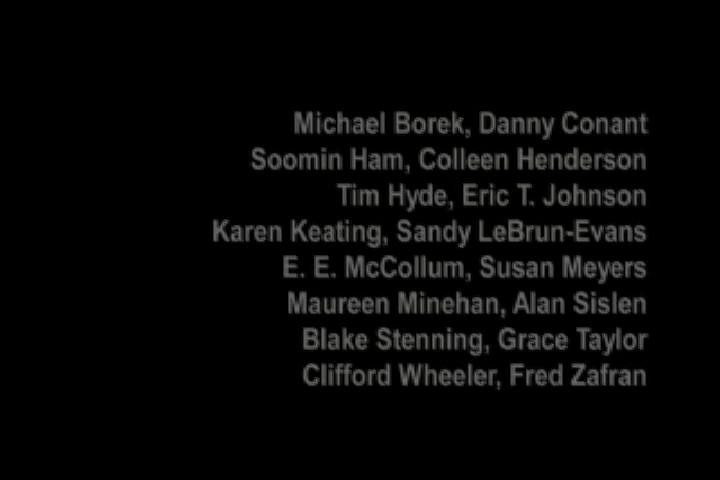 Michael Borek, Danny Conant
Soomin Ham, Colleen Henderson
Tim Hyde, Eric T. Johnson
Karen Keating, Sandy LeBrun-Evans
E. E. McCollum, Susan Meyers
Maureen Minehan, Alan Sislen
Blake Stenning, Grace Taylor
Clifford Wheeler, Fred Zafran